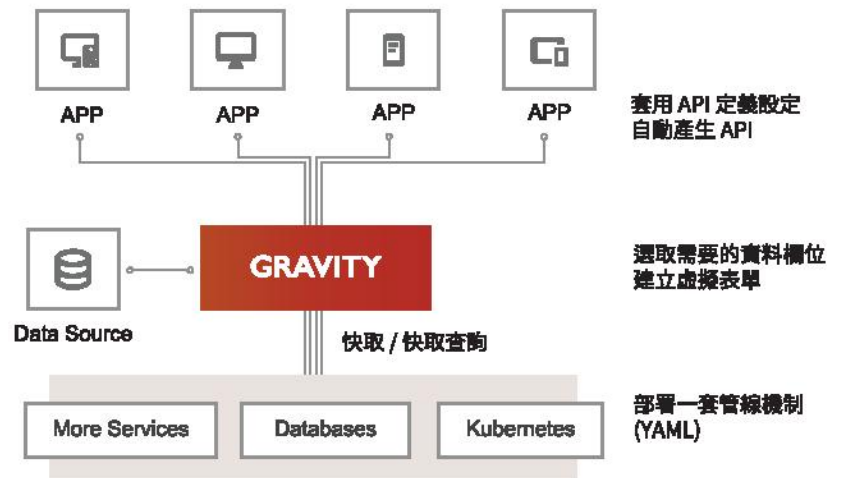 APP
APP
APP
APP
套用 API 定義設定
自動產生 API
GRAVITY
選取需要的資料欄位
建立虛擬表單
Data Source
快取 / 快取查詢
More Services
Databases
Kubernetes
部署一套管線機制
(YAML)